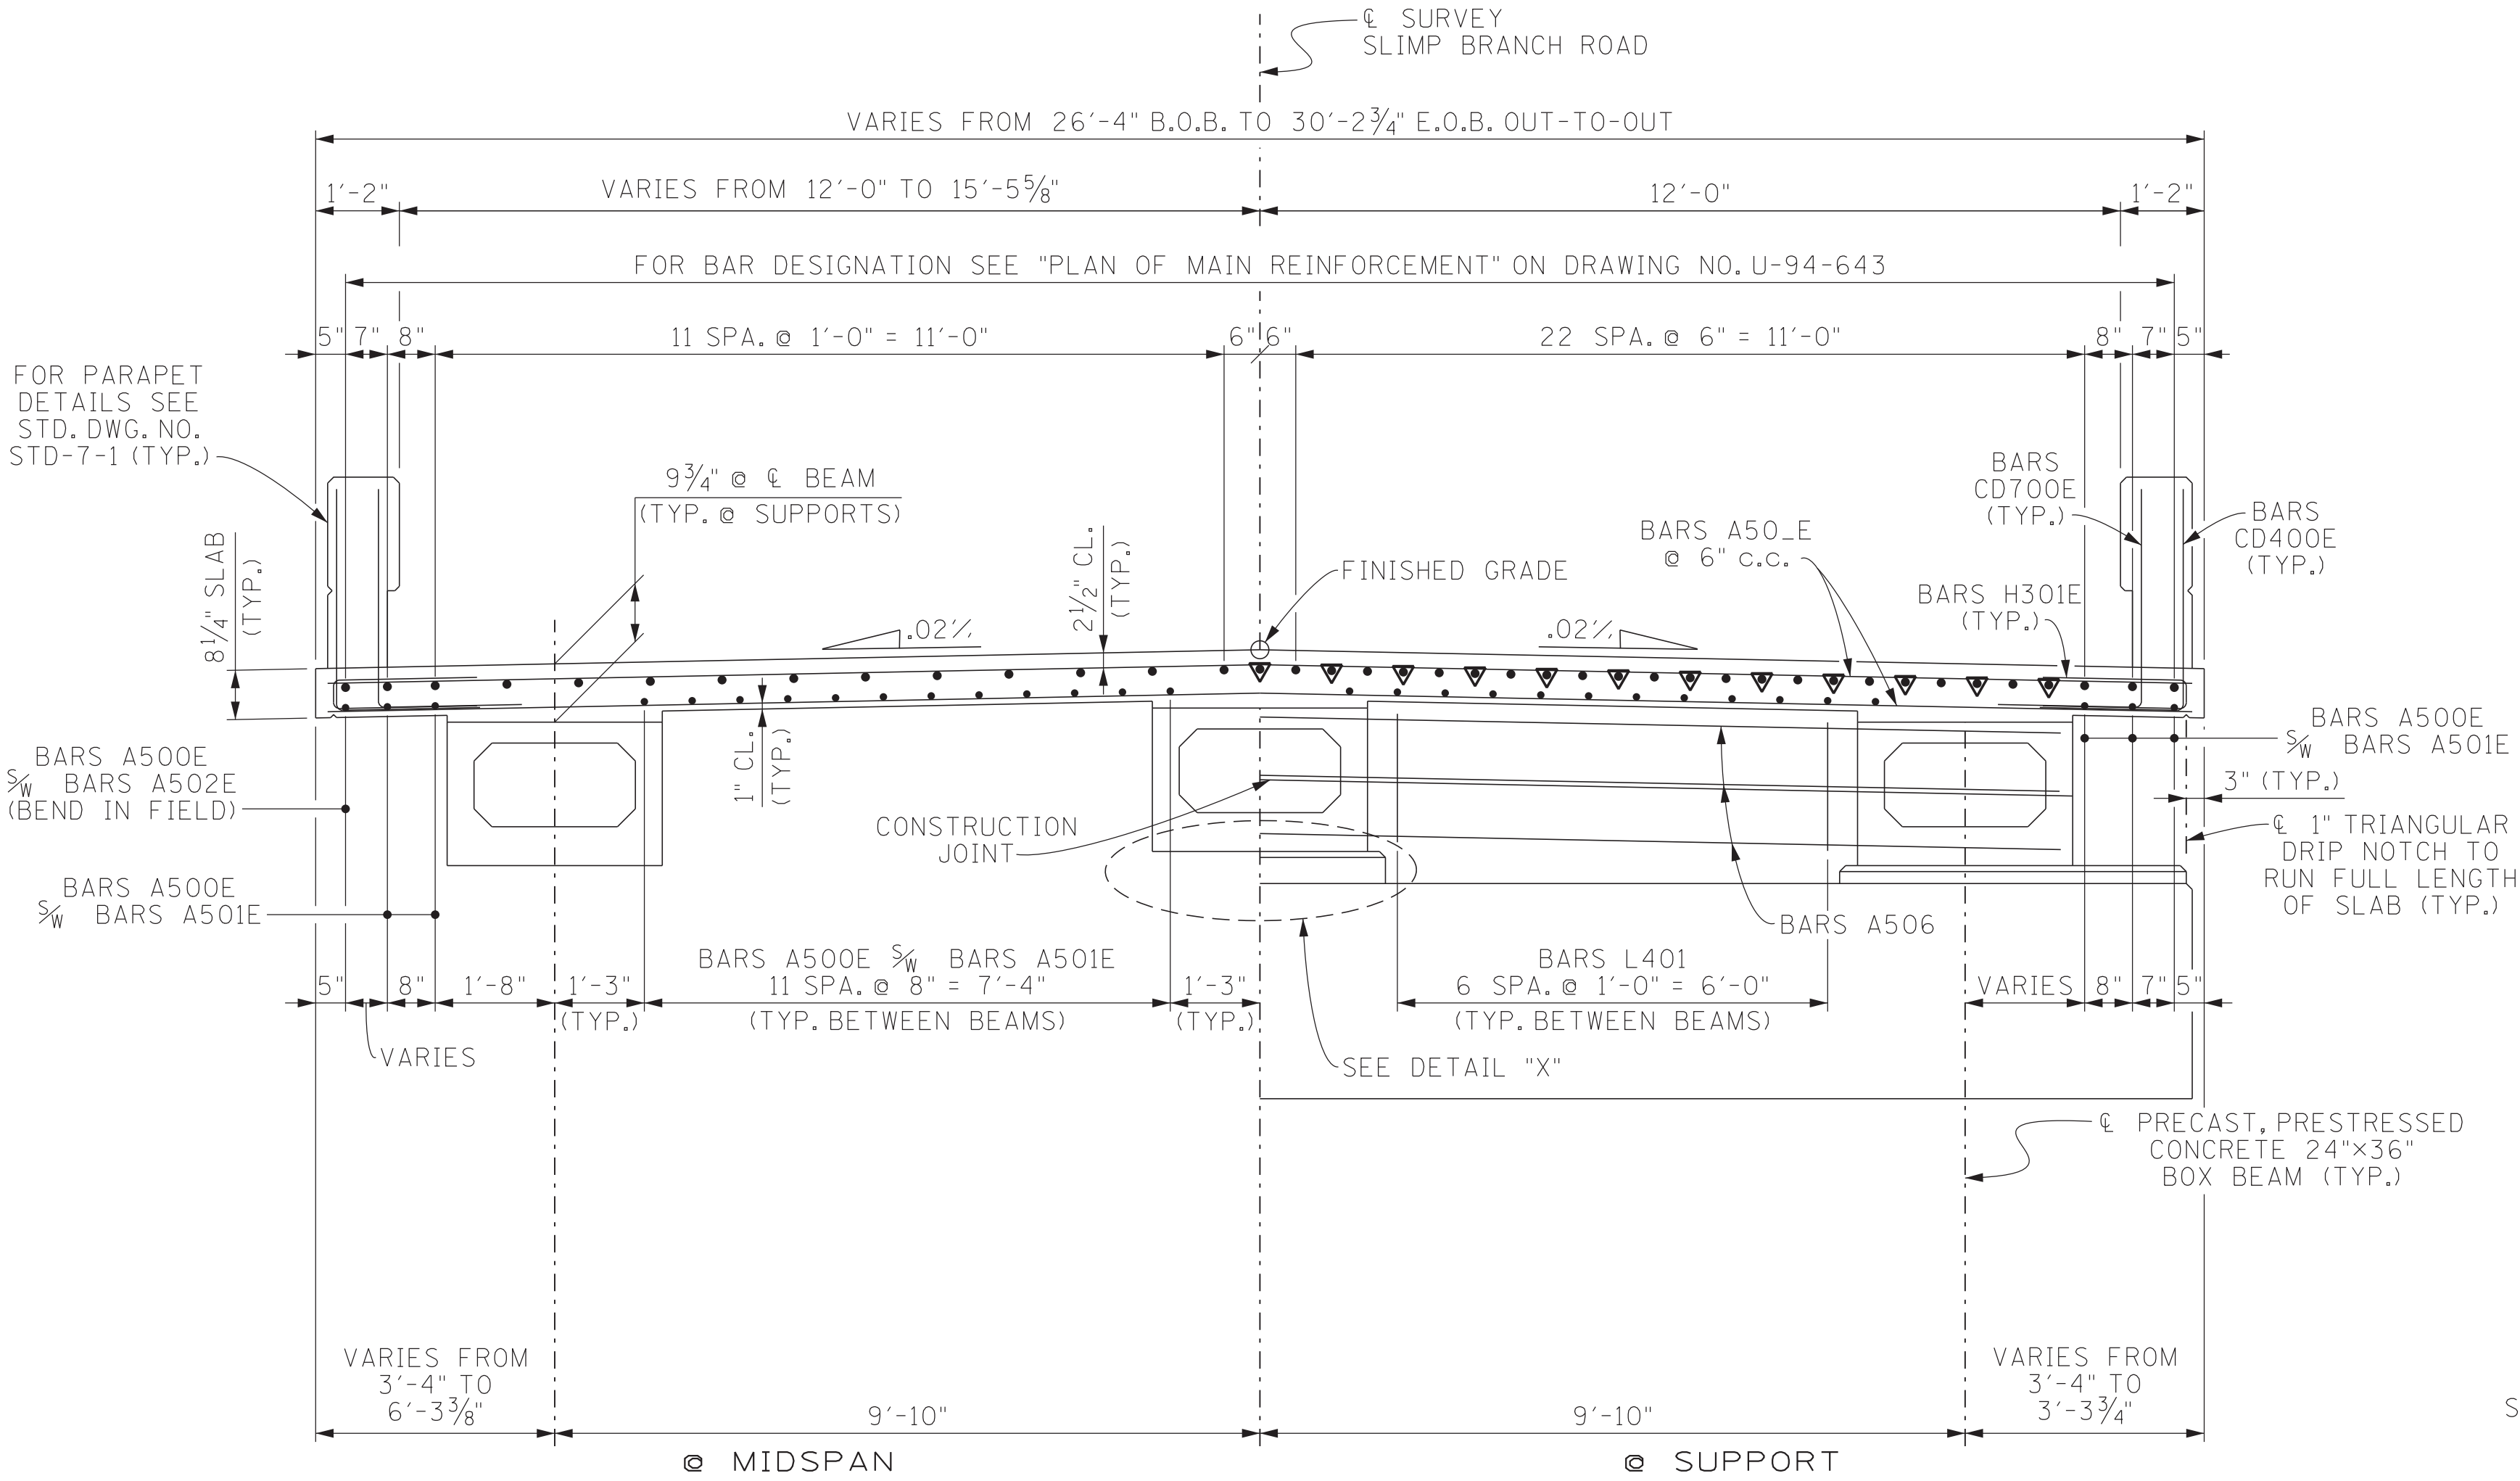 ℄ SURVEY
SLIMP BRANCH ROAD
VARIES FROM 26'-4" B.O.B. TO 30'-2¾" E.O.B. OUT-TO-OUT
1'-2"
VARIES FROM 12'-0" TO 15'-5⅝"
12'-0"
1'-2"
FOR BAR DESIGNATION SEE "PLAN OF MAIN REINFORCEMENT" ON DRAWING NO. U-94-643
5" 7" 8"
11 SPA. @ 1'-0" = 11'-0"
6" 6"
22 SPA. @ 6" = 11'-0"
8" 7" 5"
FOR PARAPET
DETAILS SEE
STD. DWG. NO.
STD-7-1 (TYP.)
9¾" @ ℄ BEAM
(TYP. @ SUPPORTS)
BARS
CD700E
(TYP.)
BARS
CD400E
(TYP.)
BARS A50_E
@ 6" c.c.
8¼" SLAB
(TYP.)
2½" CL.
(TYP.)
FINISHED GRADE
BARS H301E
(TYP.)
.02'/'
.02'/'
BARS A500E
S/W BARS A502E
(BEND IN FIELD)
1" CL.
(TYP.)
BARS A500E
S/W BARS A501E
3" (TYP.)
CONSTRUCTION
JOINT
℄ 1" TRIANGULAR
DRIP NOTCH TO
RUN FULL LENGTH
OF SLAB (TYP.)
BARS A500E
S/W BARS A501E
BARS A506
BARS A500E S/W BARS A501E
BARS L401
5"
8"
1'-8"
1'-3"
(TYP.)
11 SPA. @ 8" = 7'-4"
(TYP. BETWEEN BEAMS)
1'-3"
(TYP.)
6 SPA. @ 1'-0" = 6'-0"
(TYP. BETWEEN BEAMS)
VARIES
8" 7" 5"
VARIES
SEE DETAIL "X"
℄ PRECAST, PRESTRESSED
CONCRETE 24"×36"
BOX BEAM (TYP.)
VARIES FROM
3'-4" TO
6'-3⅜"
9'-10"
9'-10"
VARIES FROM
3'-4" TO
3'-3¾"
S
@ MIDSPAN
@ SUPPORT